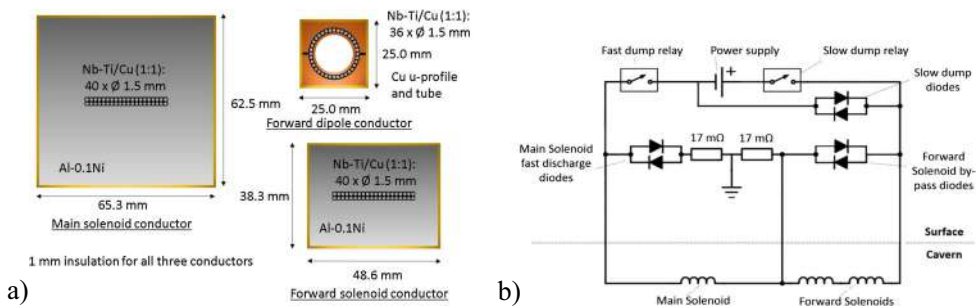 Nb-Ti/Cu (1:1):
40 x Ø 1.5 mm
Al-0.1Ni
62.5 mm
65.3 mm
Main solenoid conductor
1 mm insulation for all three conductors
a)
Nb-Ti/Cu (1:1):
36 x Ø 1.5 mm
25.0 mm
Cu u-profile
and tube
25.0 mm
Forward dipole conductor
Nb-Ti/Cu (1:1):
40 x Ø 1.5 mm
38.3 mm
Al-0.1Ni
48.6 mm
Forward solenoid conductor
b)
Fast dump relay
Power supply
+
Slow dump relay
Slow dump
diodes
Main Solenoid
fast discharge
diodes
17 mΩ
17 mΩ
Forward
Solenoid by-
pass diodes
Surface
Cavern
Main Solenoid
Forward Solenoids